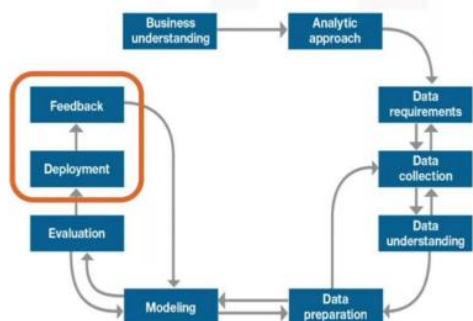 Business
understanding
Analytic
approach
Feedback
Data
requirements
Deployment
Data
collection
Evaluation
Data
understanding
Modeling
Data
preparation